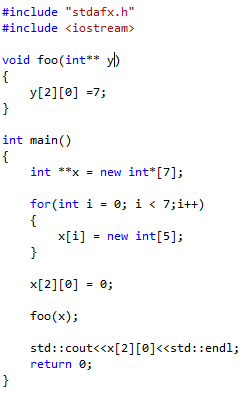 #include "stdafx.h"
#include <iostream>
void foo(int** y)
{
    y[2][0] =7;
}
int main()
{
    int **x = new int*[7];
    for(int i = 0; i < 7;i++)
    {
        x[i] = new int[5];
    }
    x[2][0] = 0;
    foo(x);
    std::cout<<x[2][0]<<std::endl;
    return 0;
}